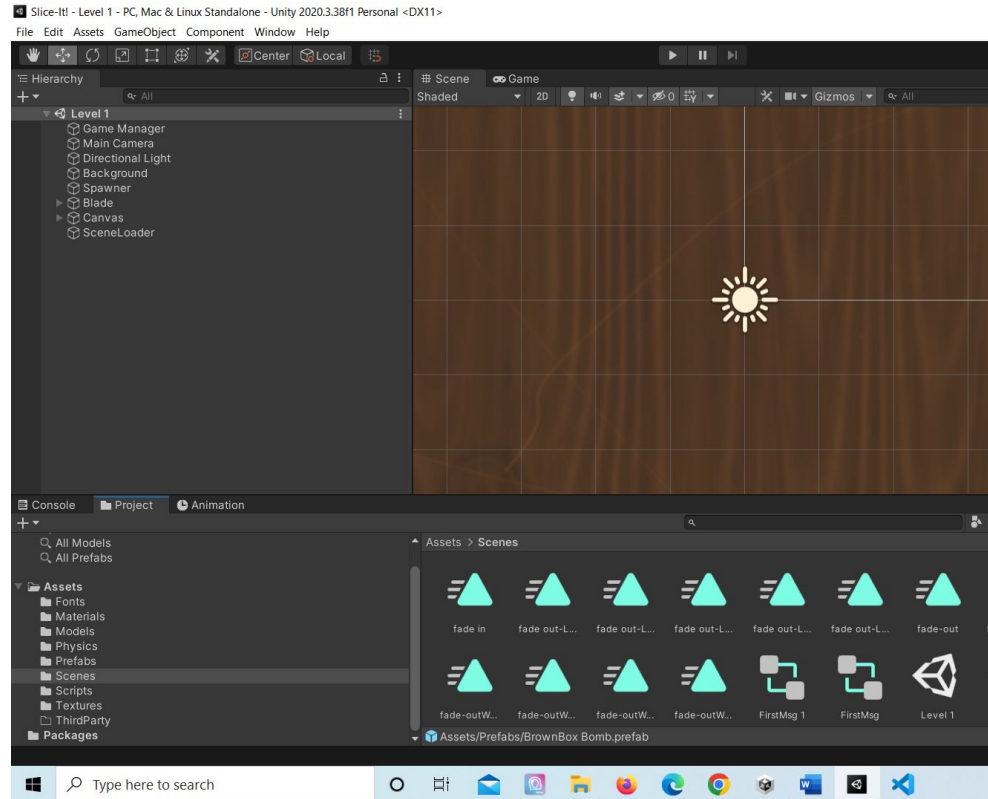 Slice-It! - Level 1 - PC, Mac & Linux Standalone - Unity 2020.3.38f1 Personal <DX11>
File Edit Assets GameObject Component Window Help
Center Local
Hierarchy
All
Level 1
Game Manager
Main Camera
Directional Light
Background
Spawner
Blade
Canvas
SceneLoader
Scene Game
Shaded 2D 0 Gizmos All
Console Project Animation
All Models
All Prefabs
Assets
Fonts
Materials
Models
Physics
Prefabs
Scenes
Scripts
Textures
ThirdParty
Packages
Assets > Scenes
fade in fade out-L... fade out-L... fade out-L... fade out-L... fade out-L... fade-out
fade-outW... fade-outW... fade-outW... fade-outW... FirstMsg 1 FirstMsg Level 1
Assets/Prefabs/BrownBox Bomb.prefab
Type here to search